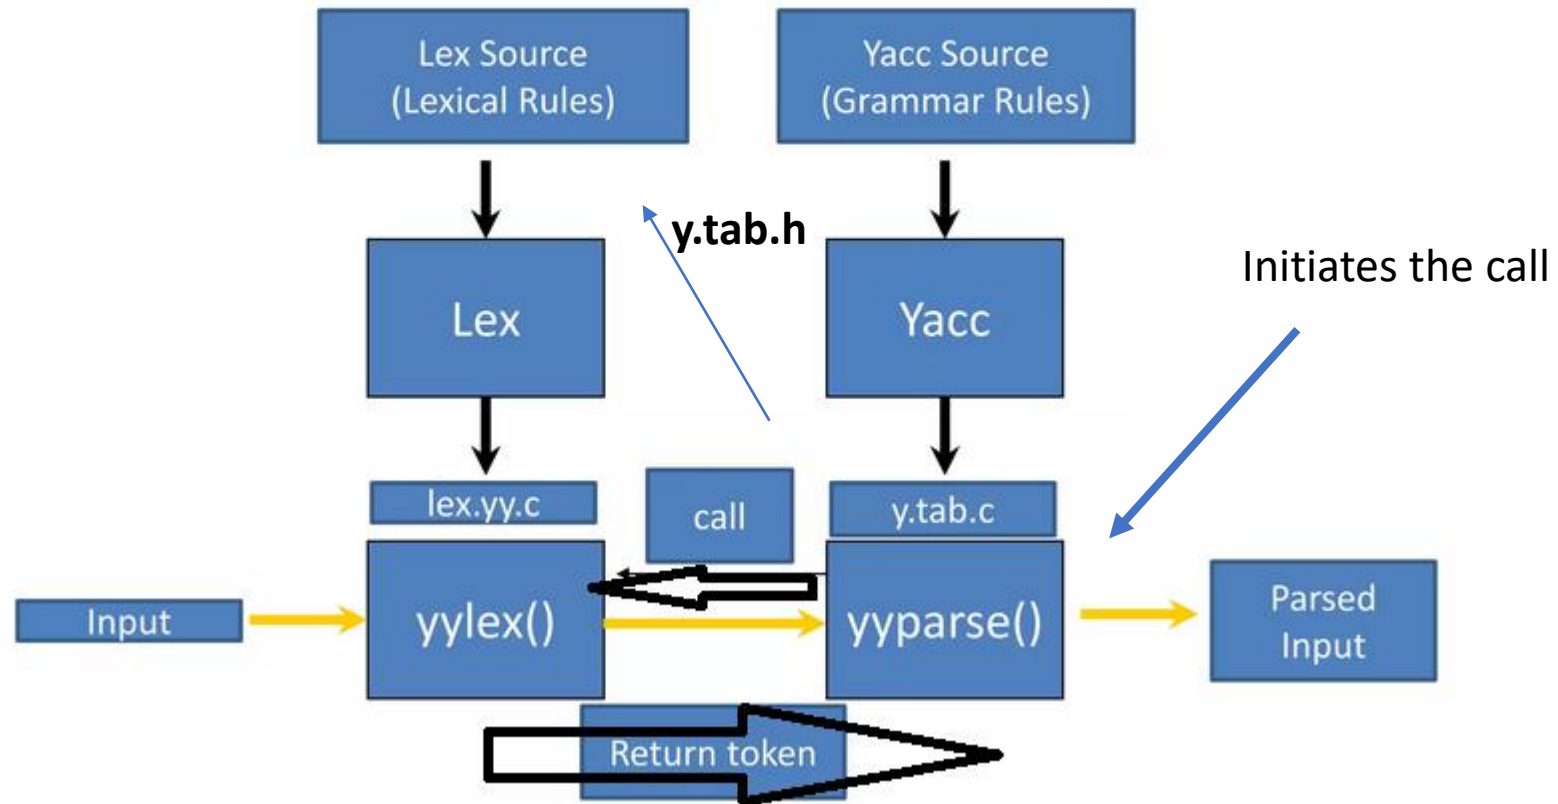 Lex Source
(Lexical Rules)
Yacc Source
(Grammar Rules)
y.tab.h
Initiates the call
Lex
Yacc
lex.yy.c
call
y.tab.c
Input
yylex()
yyparse()
Parsed
Input
Return token